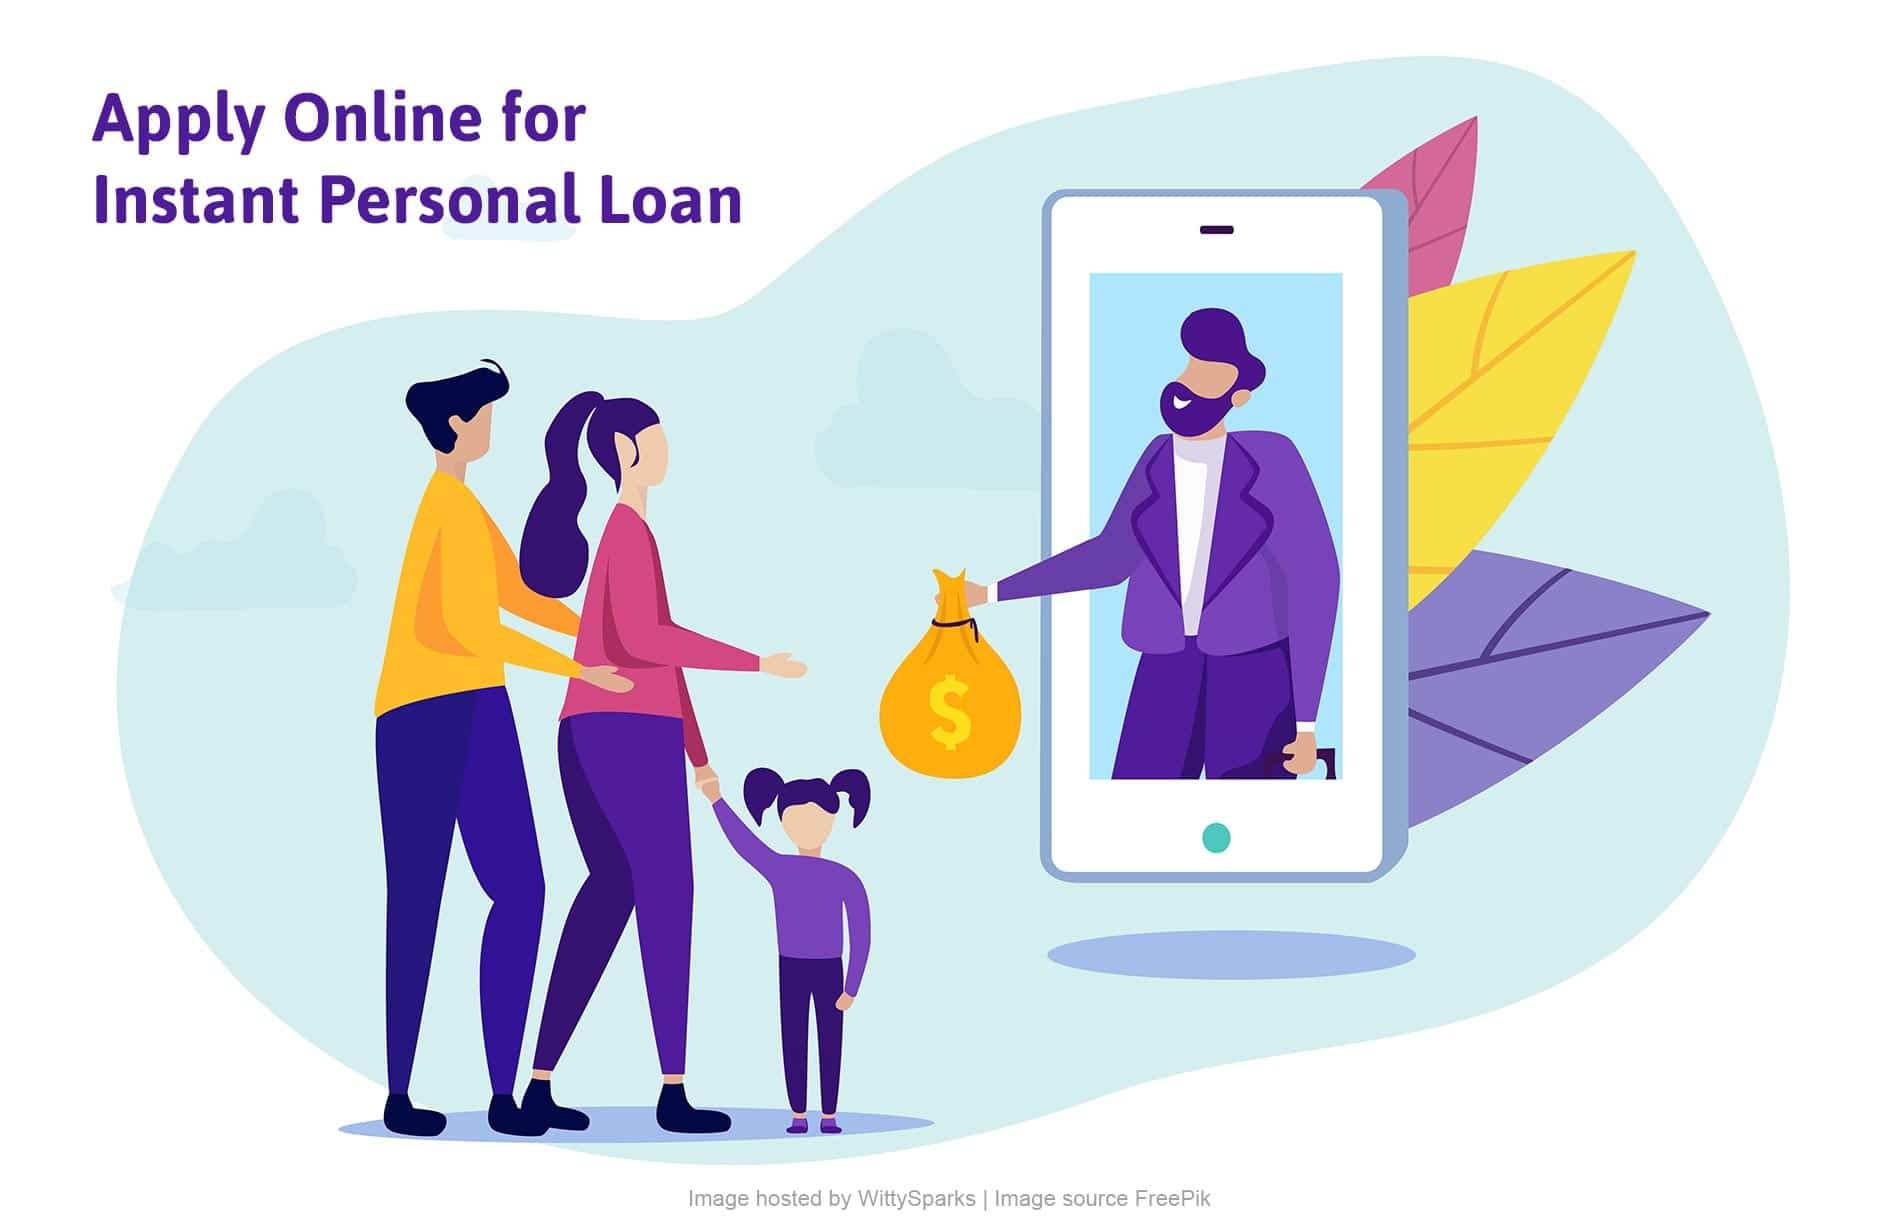 Apply Online for
Instant Personal Loan
$
Image hosted by WittySparks | Image source FreePik